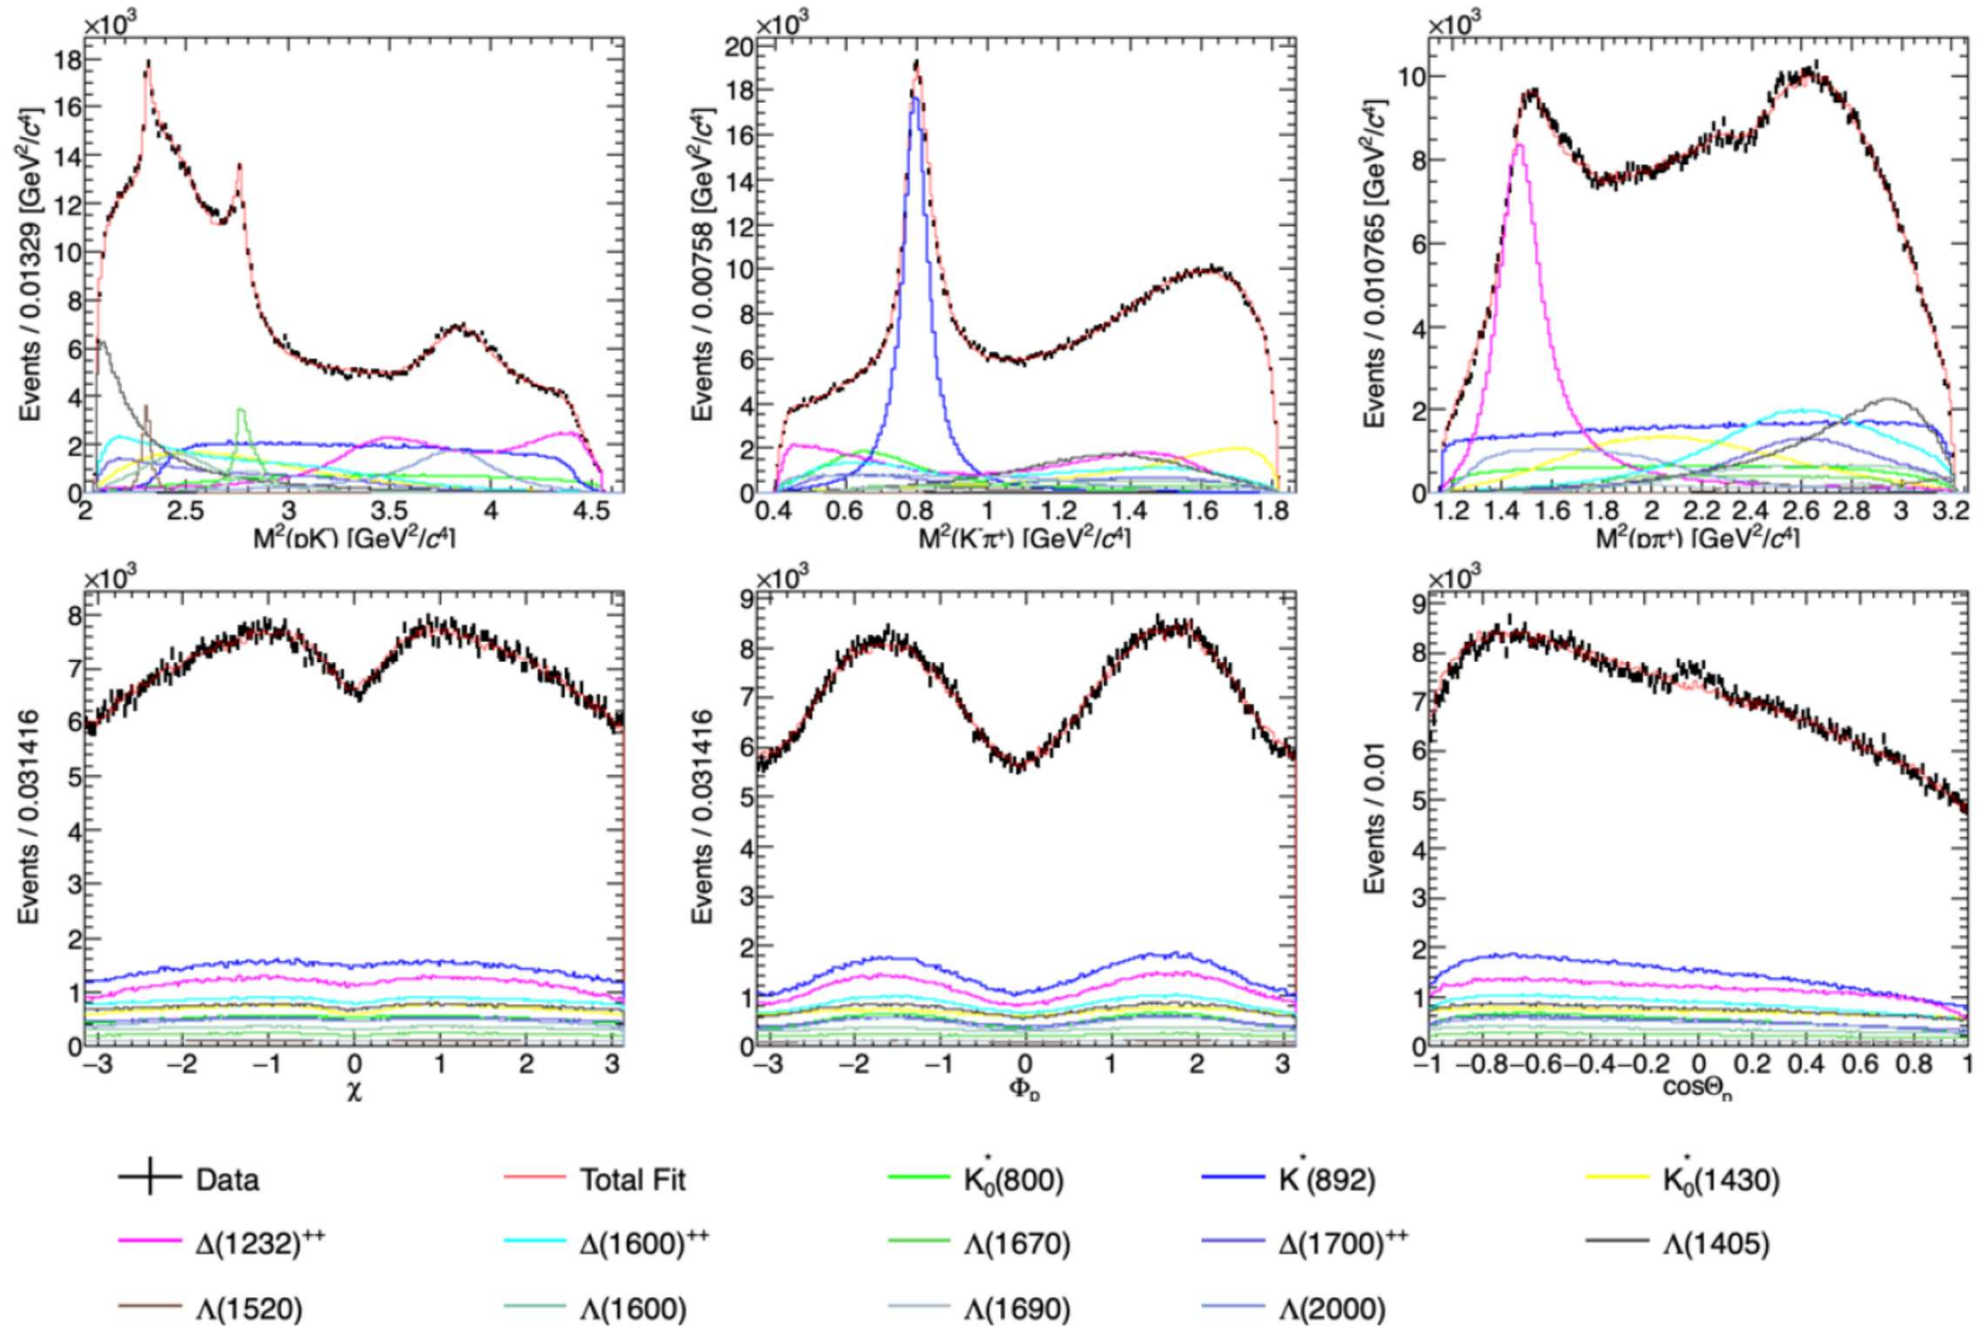 ×10³
Events / 0.01329 [GeV²/c⁴]
18
16
14
12
10
8
6
4
2
0
2 2.5 3 3.5 4 4.5
M²(pK⁻) [GeV²/c⁴]
×10³
Events / 0.00758 [GeV²/c⁴]
20
18
16
14
12
10
8
6
4
2
0
0.4 0.6 0.8 1 1.2 1.4 1.6 1.8
M²(K⁻π⁺) [GeV²/c⁴]
×10³
Events / 0.010765 [GeV²/c⁴]
10
8
6
4
2
0
1.2 1.4 1.6 1.8 2 2.2 2.4 2.6 2.8 3 3.2
M²(pπ⁺) [GeV²/c⁴]
×10³
Events / 0.031416
8
7
6
5
4
3
2
1
0
−3 −2 −1 0 1 2 3
χ
×10³
Events / 0.031416
9
8
7
6
5
4
3
2
1
0
−3 −2 −1 0 1 2 3
Φₚ
×10³
Events / 0.01
9
8
7
6
5
4
3
2
1
0
−1 −0.8 −0.6 −0.4 −0.2 0 0.2 0.4 0.6 0.8 1
cosΘₚ
Data Total Fit K₀*(800) K*(892) K₀*(1430)
Δ(1232)⁺⁺ Δ(1600)⁺⁺ Λ(1670) Δ(1700)⁺⁺ Λ(1405)
Λ(1520) Λ(1600) Λ(1690) Λ(2000)